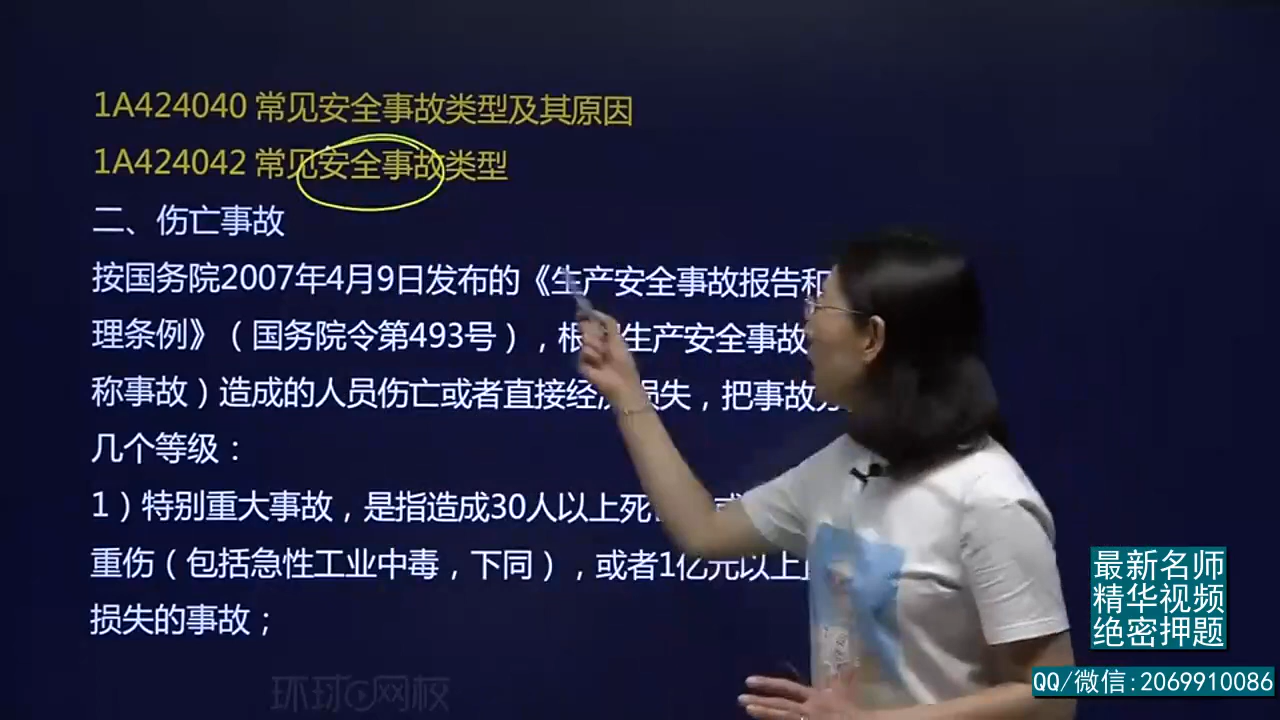 1A424040 常见安全事故类型及其原因
1A424042 常见安全事故类型
二、伤亡事故
按国务院2007年4月9日发布的《生产安全事故报告和
理条例》（国务院令第493号），根 生产安全事故
称事故）造成的人员伤亡或者直接经济损失，把事故分
几个等级：
1）特别重大事故，是指造成30人以上死 或
重伤（包括急性工业中毒，下同），或者1亿元以上
损失的事故；
环球网校
最新名师
精华视频
绝密押题
QQ/微信:2069910086